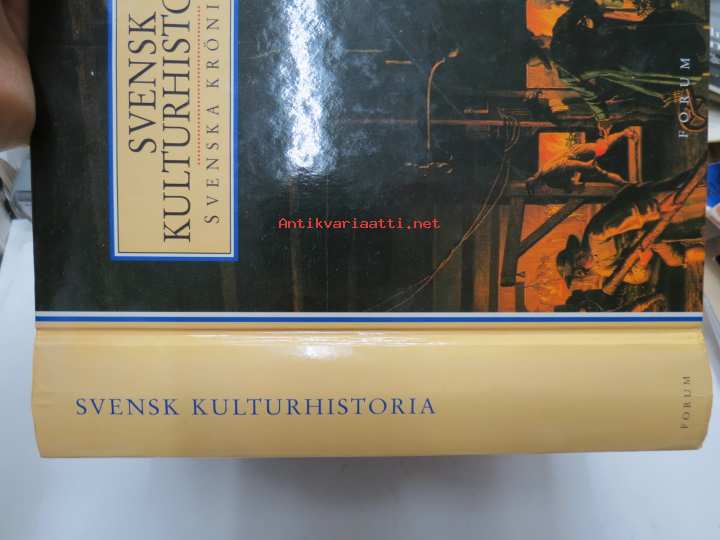 SVENSK
KULTURHISTO
SVENSKA KRÖNI
FORUM
Antikvariaatti.net
SVENSK KULTURHISTORIA
FORUM